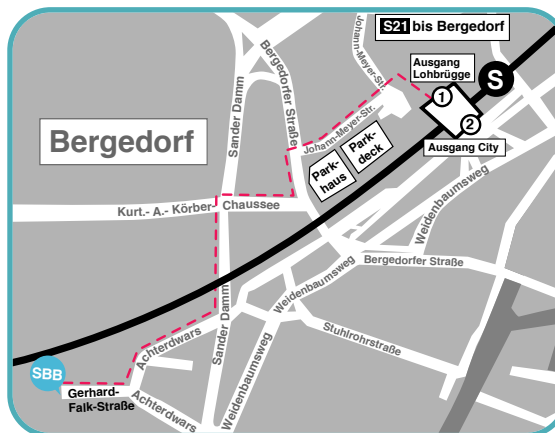 S21 bis Bergedorf
Ausgang
Lohbrügge
S
1
2
Ausgang City
Johann-Meyer-Str.
Bergedorfer Straße
Sander Damm
Bergedorf
Johann-Meyer-Str.
Park-
haus
Park-
deck
Weidenbaumsweg
Kurt.- A.- Körber- Chaussee
Bergedorfer Straße
Weidenbaumsweg
Sander Damm
Stuhlrohrstraße
Achterdwars
Weidenbaumsweg
SBB
Gerhard-
Falk-Straße
Achterdwars